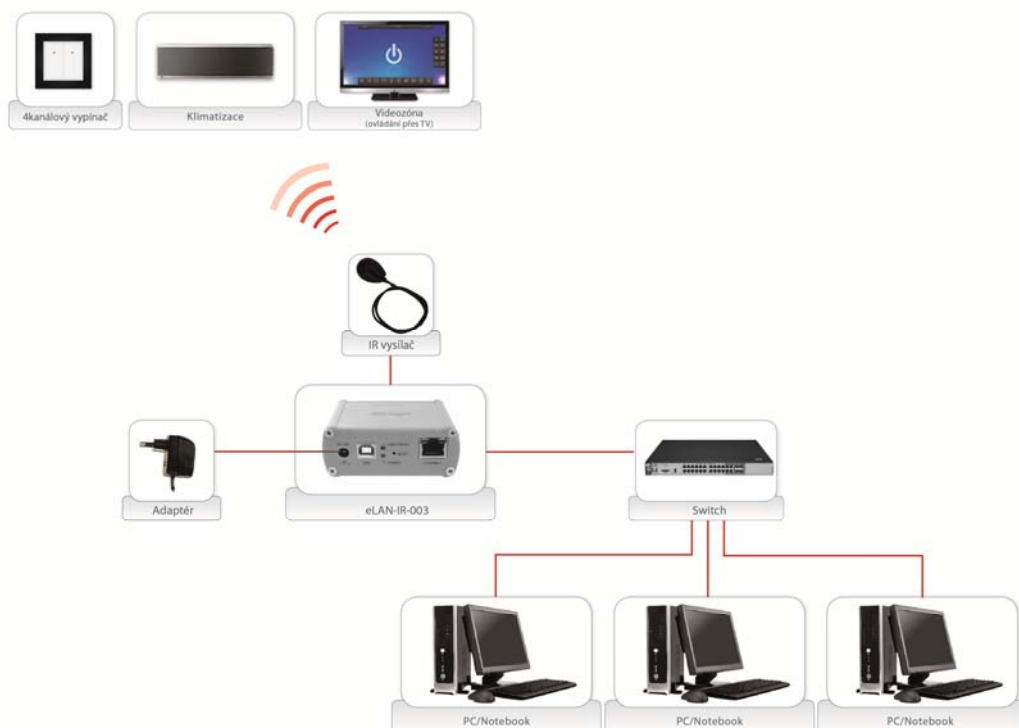 4kanálový vypínač
Klimatizace
Videozóna
(ovládání přes TV)
IR vysílač
Adaptér
eLAN-IR-003
Switch
PC/Notebook
PC/Notebook
PC/Notebook